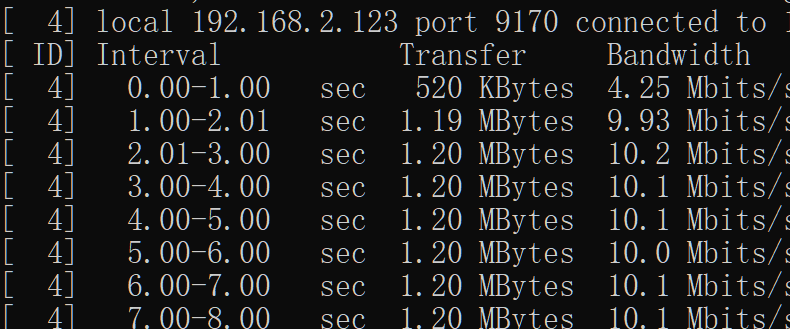 [  4] local 192.168.2.123 port 9170 connected to
[ ID] Interval           Transfer     Bandwidth
[  4]   0.00-1.00   sec   520 KBytes  4.25 Mbits/s
[  4]   1.00-2.01   sec  1.19 MBytes  9.93 Mbits/s
[  4]   2.01-3.00   sec  1.20 MBytes  10.2 Mbits/s
[  4]   3.00-4.00   sec  1.20 MBytes  10.1 Mbits/s
[  4]   4.00-5.00   sec  1.20 MBytes  10.1 Mbits/s
[  4]   5.00-6.00   sec  1.20 MBytes  10.0 Mbits/s
[  4]   6.00-7.00   sec  1.20 MBytes  10.1 Mbits/s
[  4]   7.00-8.00   sec  1.20 MBytes  10.1 Mbits/s